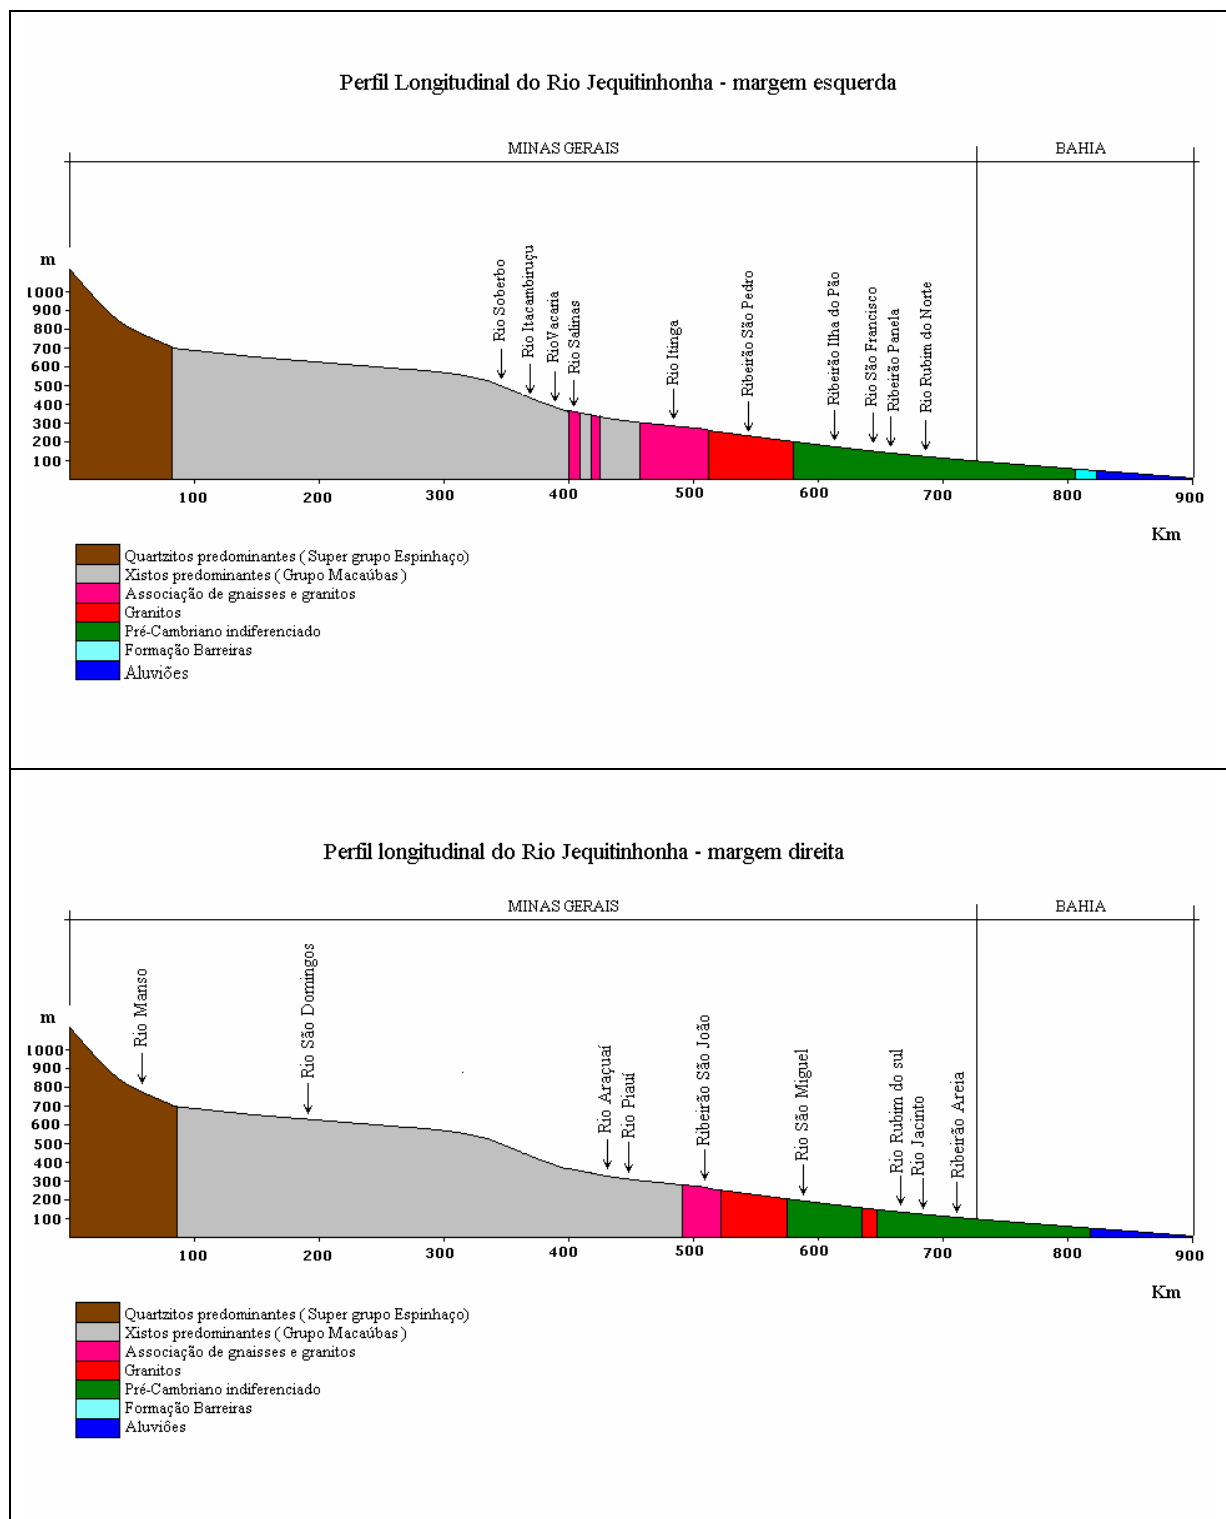 Perfil Longitudinal do Rio Jequitinhonha - margem esquerda
MINAS GERAIS
BAHIA
m
1000
900
800
700
600
500
400
300
200
100
Rio Soberbo
Rio Itacambiruçu
Rio Vacaria
Rio Salinas
Rio Itinga
Ribeirão São Pedro
Ribeirão Ilha do Pão
Rio São Francisco
Ribeirão Panela
Rio Rubim do Norte
100
200
300
400
500
600
700
800
900
Km
Quartzitos predominantes ( Super grupo Espinhaço)
Xistos predominantes ( Grupo Macaúbas )
Associação de gnaisses e granitos
Granitos
Pré-Cambriano indiferenciado
Formação Barreiras
Aluviões
Perfil longitudinal do Rio Jequitinhonha - margem direita
MINAS GERAIS
BAHIA
m
1000
900
800
700
600
500
400
300
200
100
Rio Manso
Rio São Domingos
Rio Araçuaí
Rio Piauí
Ribeirão São João
Rio São Miguel
Rio Rubim do sul
Rio Jacinto
Ribeirão Areia
100
200
300
400
500
600
700
800
900
Km
Quartzitos predominantes ( Super grupo Espinhaço)
Xistos predominantes ( Grupo Macaúbas )
Associação de gnaisses e granitos
Granitos
Pré-Cambriano indiferenciado
Formação Barreiras
Aluviões